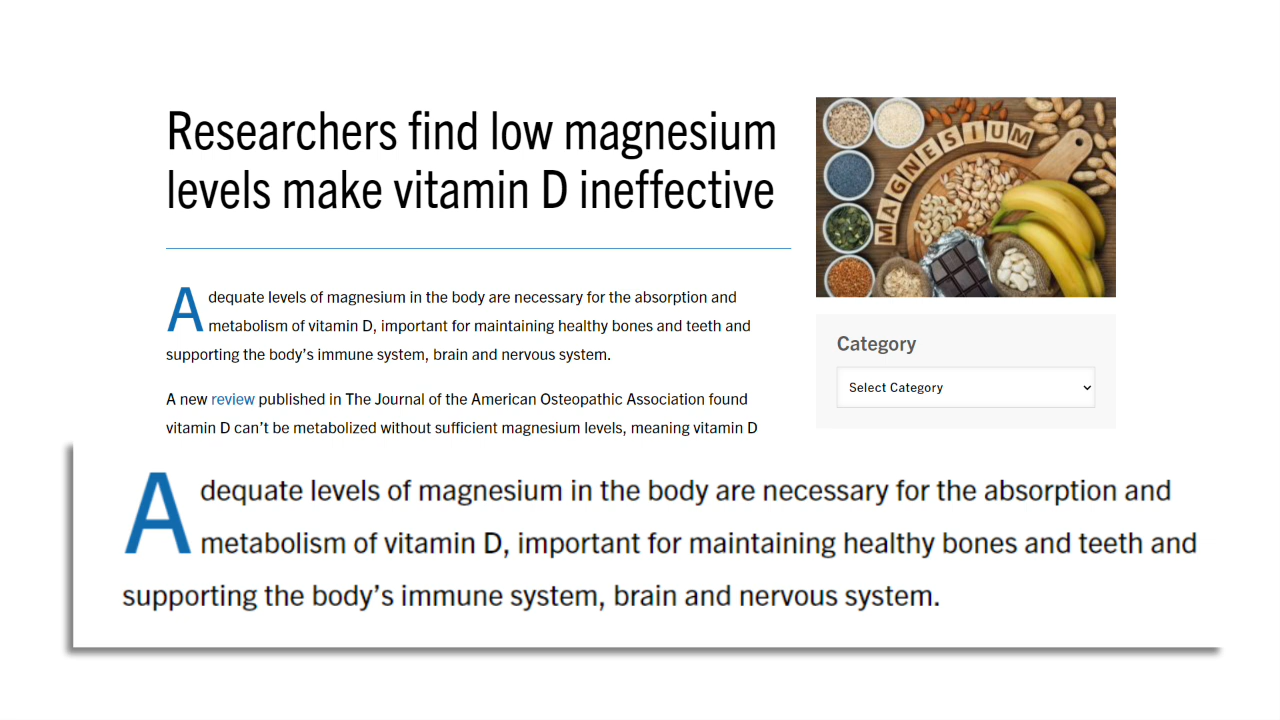 Researchers find low magnesium
levels make vitamin D ineffective
MAGNESIUM
Adequate levels of magnesium in the body are necessary for the absorption and
metabolism of vitamin D, important for maintaining healthy bones and teeth and
supporting the body's immune system, brain and nervous system.
A new review published in The Journal of the American Osteopathic Association found
vitamin D can't be metabolized without sufficient magnesium levels, meaning vitamin D
Category
Select Category
Adequate levels of magnesium in the body are necessary for the absorption and
metabolism of vitamin D, important for maintaining healthy bones and teeth and
supporting the body's immune system, brain and nervous system.